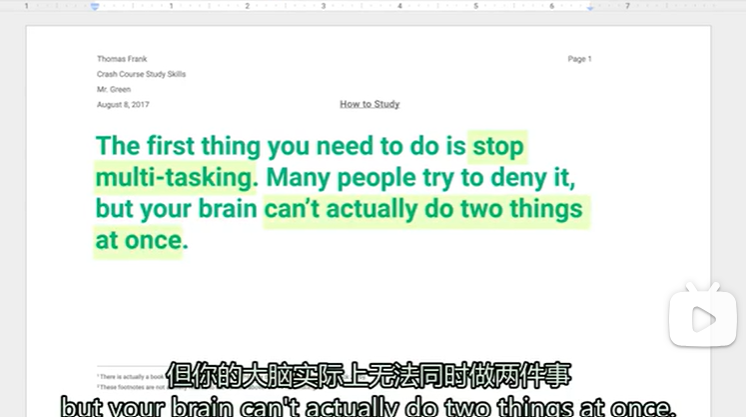 1 1 2 3 4 5 6 7
Thomas Frank Page 1
Crash Course Study Skills
Mr. Green
August 8, 2017 How to Study
The first thing you need to do is stop
multi-tasking. Many people try to deny it,
but your brain can't actually do two things
at once.
¹ There is actually a book
² These footnotes are not
但你的大脑实际上无法同时做两件事
but your brain can't actually do two things at once.